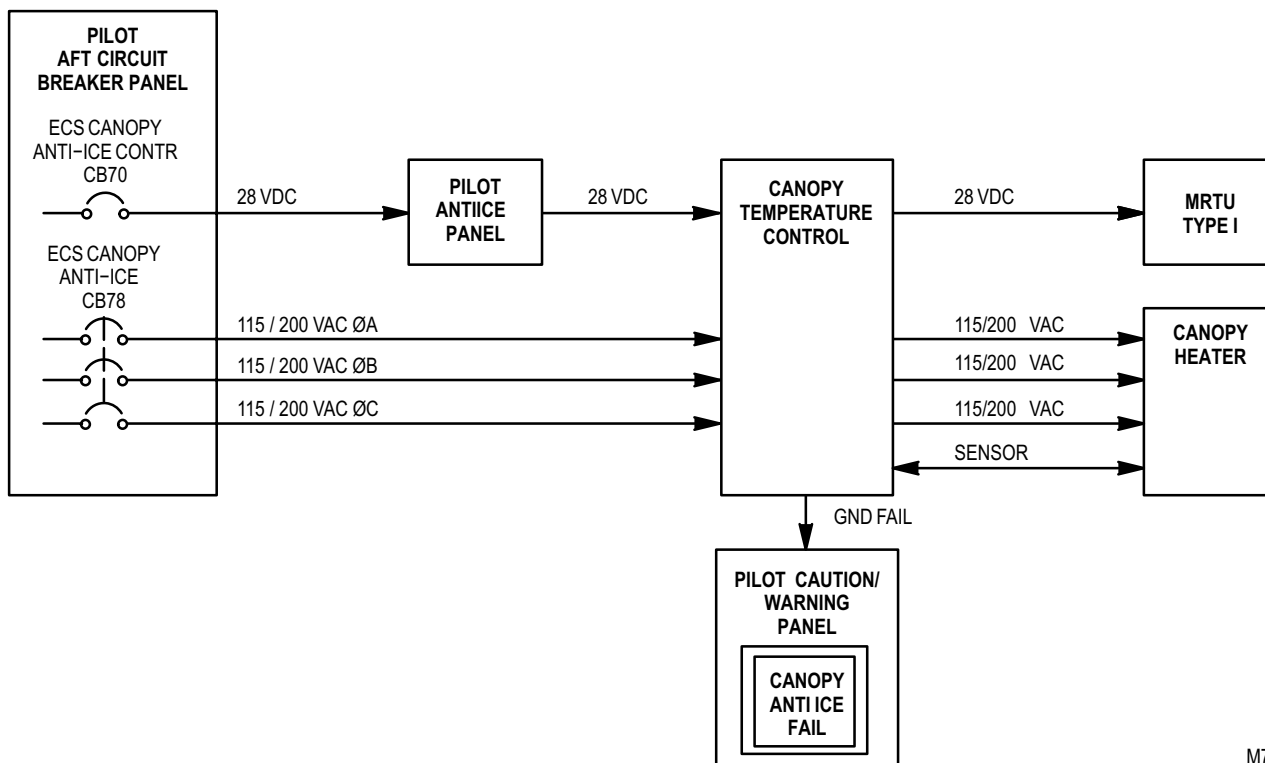 PILOT
AFT CIRCUIT
BREAKER PANEL
ECS CANOPY
ANTI−ICE CONTR
CB70
28 VDC
PILOT
ANTIICE
PANEL
28 VDC
CANOPY
TEMPERATURE
CONTROL
28 VDC
MRTU
TYPE I
ECS CANOPY
ANTI−ICE
CB78
115 / 200 VAC ØA
115 / 200 VAC ØB
115 / 200 VAC ØC
115/200 VAC
115/200 VAC
115/200 VAC
SENSOR
CANOPY
HEATER
GND FAIL
PILOT CAUTION/
WARNING
PANEL
CANOPY
ANTI ICE
FAIL
M7